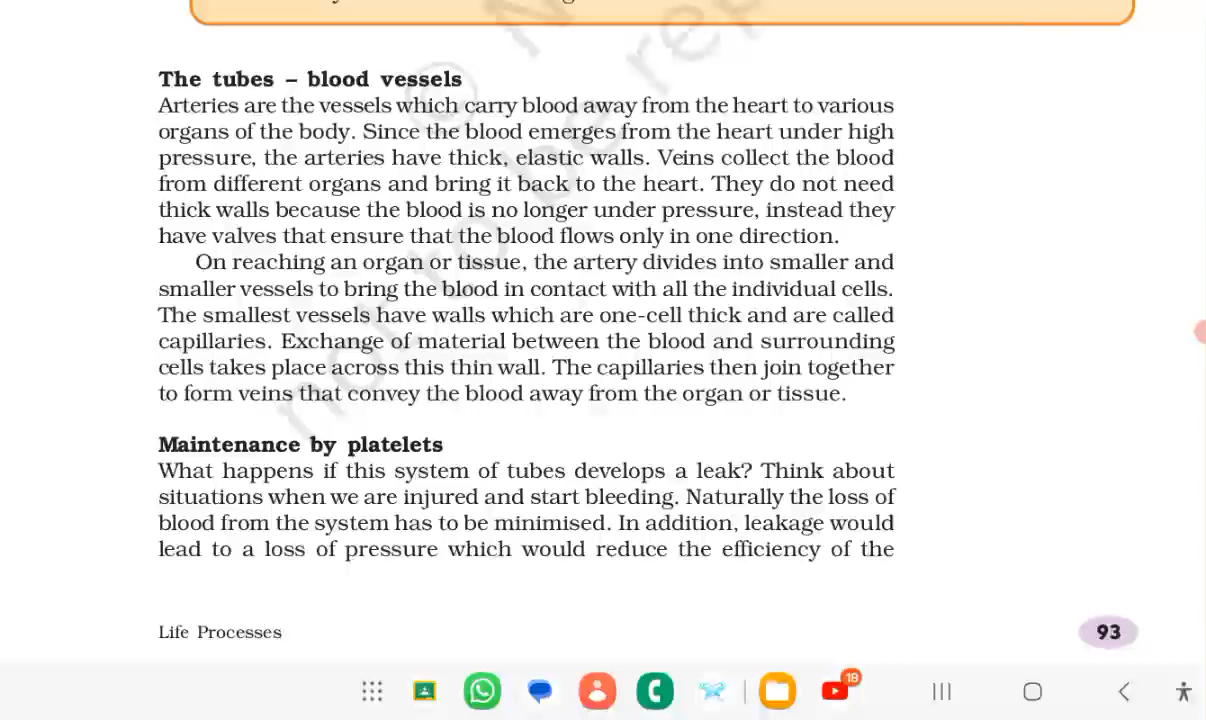 The tubes – blood vessels
Arteries are the vessels which carry blood away from the heart to various
organs of the body. Since the blood emerges from the heart under high
pressure, the arteries have thick, elastic walls. Veins collect the blood
from different organs and bring it back to the heart. They do not need
thick walls because the blood is no longer under pressure, instead they
have valves that ensure that the blood flows only in one direction.
On reaching an organ or tissue, the artery divides into smaller and
smaller vessels to bring the blood in contact with all the individual cells.
The smallest vessels have walls which are one-cell thick and are called
capillaries. Exchange of material between the blood and surrounding
cells takes place across this thin wall. The capillaries then join together
to form veins that convey the blood away from the organ or tissue.
Maintenance by platelets
What happens if this system of tubes develops a leak? Think about
situations when we are injured and start bleeding. Naturally the loss of
blood from the system has to be minimised. In addition, leakage would
lead to a loss of pressure which would reduce the efficiency of the
Life Processes
93
not to be rep
©
18